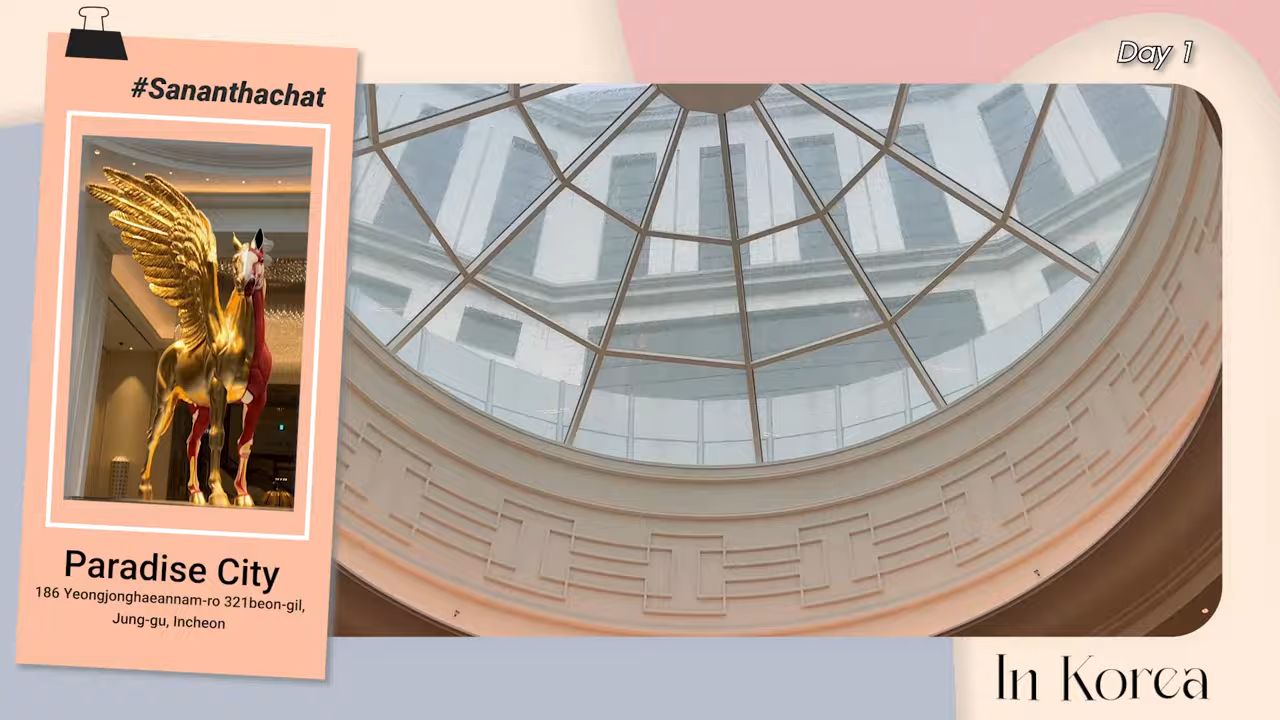 #Sananthachat
Day 1
Paradise City
186 Yeongjonghaeannam-ro 321beon-gil,
Jung-gu, Incheon
In Korea